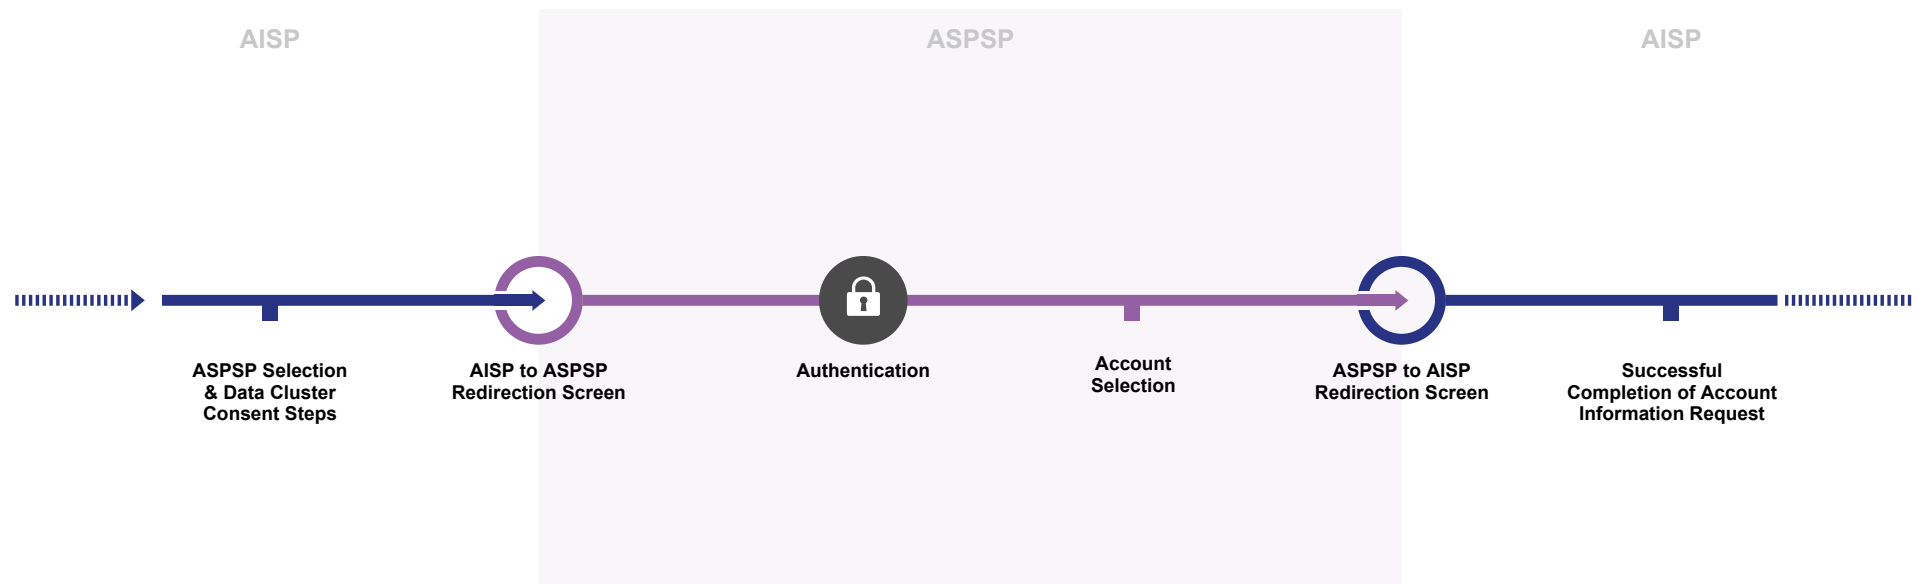 AISP
ASPSP
AISP
ASPSP Selection
& Data Cluster
Consent Steps
AISP to ASPSP
Redirection Screen
Authentication
Account
Selection
ASPSP to AISP
Redirection Screen
Successful
Completion of Account
Information Request